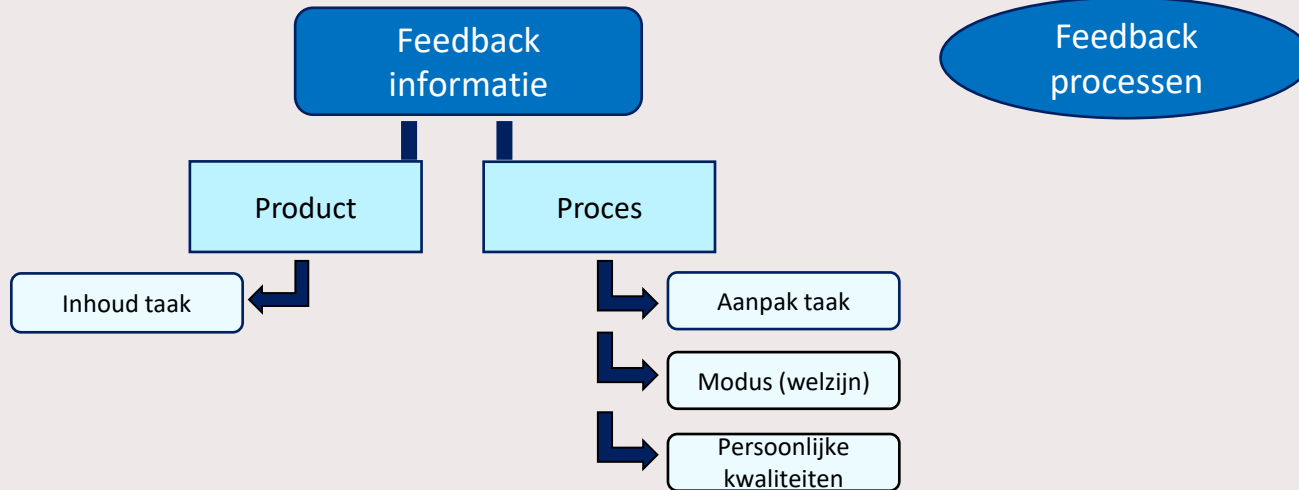 Feedback
informatie
Feedback
processen
Product
Proces
Inhoud taak
Aanpak taak
Modus (welzijn)
Persoonlijke
kwaliteiten